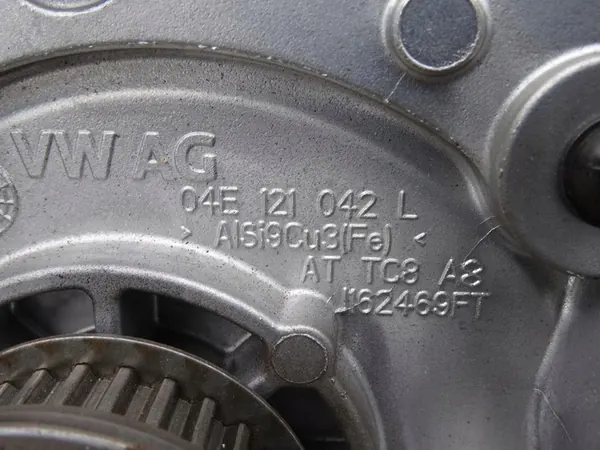 VW AG
04E 121 042 L
> AlSi9Cu3(Fe) <
AT TC8 A8
J162469FT